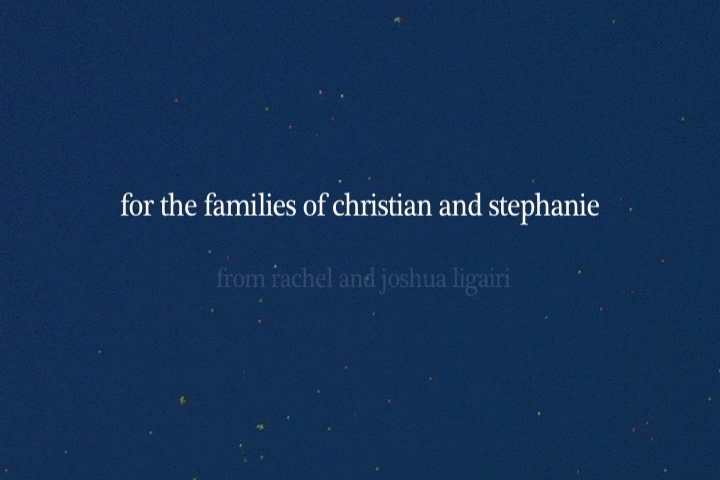 for the families of christian and stephanie
from rachel and joshua ligairi